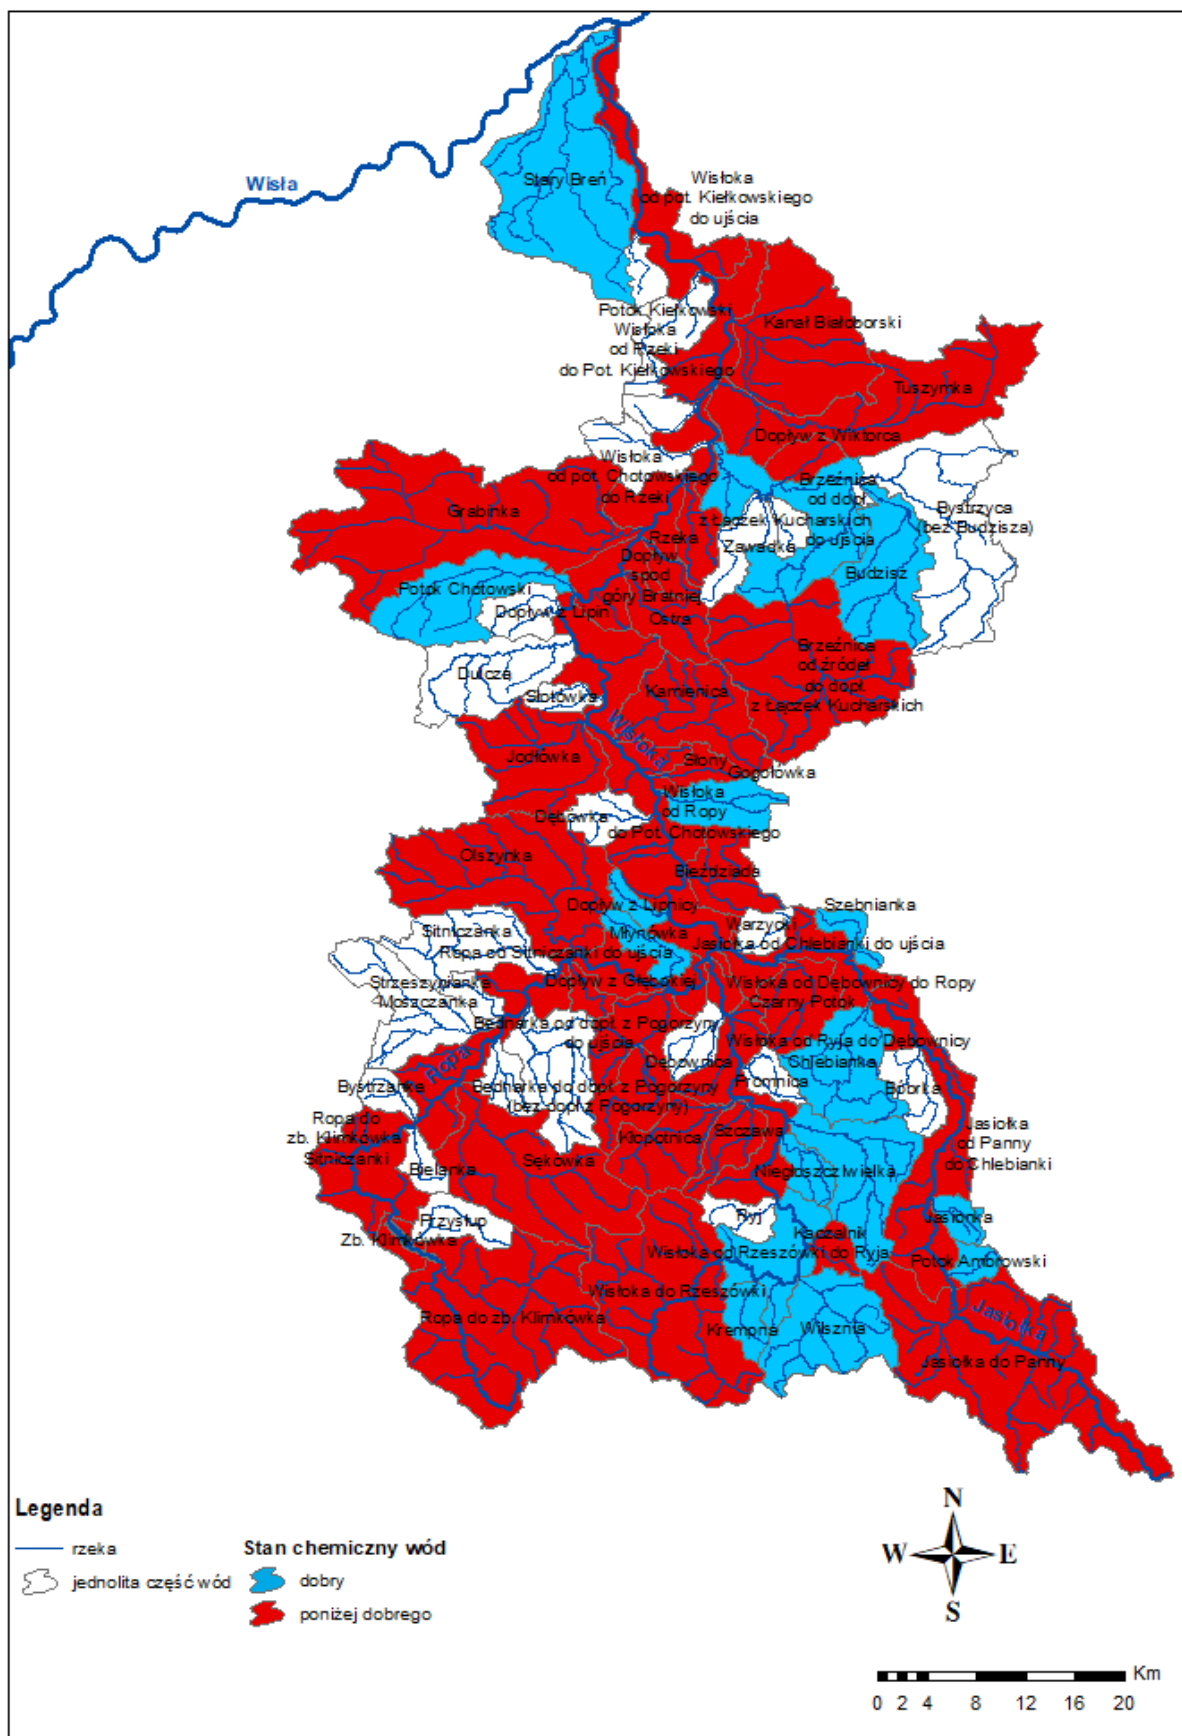 Wisła
Stary Breń
Wisłoka
od pot. Kiełkowskiego
do ujścia
Potok Kiełkowski
Wisłoka
od Rzeki
do Pot. Kiełkowskiego
Kanał Białoborski
Tuszymka
Dopływ z Wiktorca
Wisłoka
od pot. Chotowskiego
do Rzeki
Grabinka
Rzeka
Brzeźnica
od dopł.
z Łączek Kucharskich
do ujścia
Zawadka
Bystrzyca
(bez Budzisza)
Budzisz
Dopływ
spod
góry Bratniej
Potok Chotowski
Dopływ z Lipin
Ostra
Brzeźnica
od źródeł
do dopł.
z Łączek Kucharskich
Dulcza
Słotówka
Kamienica
Wisłoka
Jodłówka
Słony
Gogołówka
Wisłoka
od Ropy
do Pot. Chotowskiego
Dębówka
Olszynka
Bieździada
Dopływ z Lipnicy
Szebnianka
Warzycki
Młynówka
Sitniczanka
Jasiołka od Chlebianki do ujścia
Ropa od Sitniczanki do ujścia
Strzeszynianka
Dopływ z Głębokiej
Wisłoka od Dębownicy do Ropy
Moszczanka
Czarny Potok
Bednarka od dopł. z Pogorzyny
do ujścia
Wisłoka od Ryja do Dębownicy
Ropa
Dębownica
Chlebianka
Bystrzanka
Bednarka do dopł. z Pogorzyny
(bez dopł z Pogorzyny)
Promnica
Bóbrka
Ropa do
zb. Klimkówka
Sitniczanki
Kłopotnica
Szczawa
Jasiołka
od Panny
do Chlebianki
Bielanka
Sękówka
Niegłoszcz/wielka
Przysłup
Ryj
Jasionka
Zb. Klimkówka
Kaczalnik
Wisłoka od Rzeszówki do Ryja
Potok Ambrowski
Wisłoka do Rzeszówki
Ropa do zb. Klimkówka
Krempna
Wilsznia
Jasiołka
Jasiołka do Panny
Legenda
rzeka
jednolita część wód
Stan chemiczny wód
dobry
poniżej dobrego
N
W
E
S
Km
0 2 4 8 12 16 20